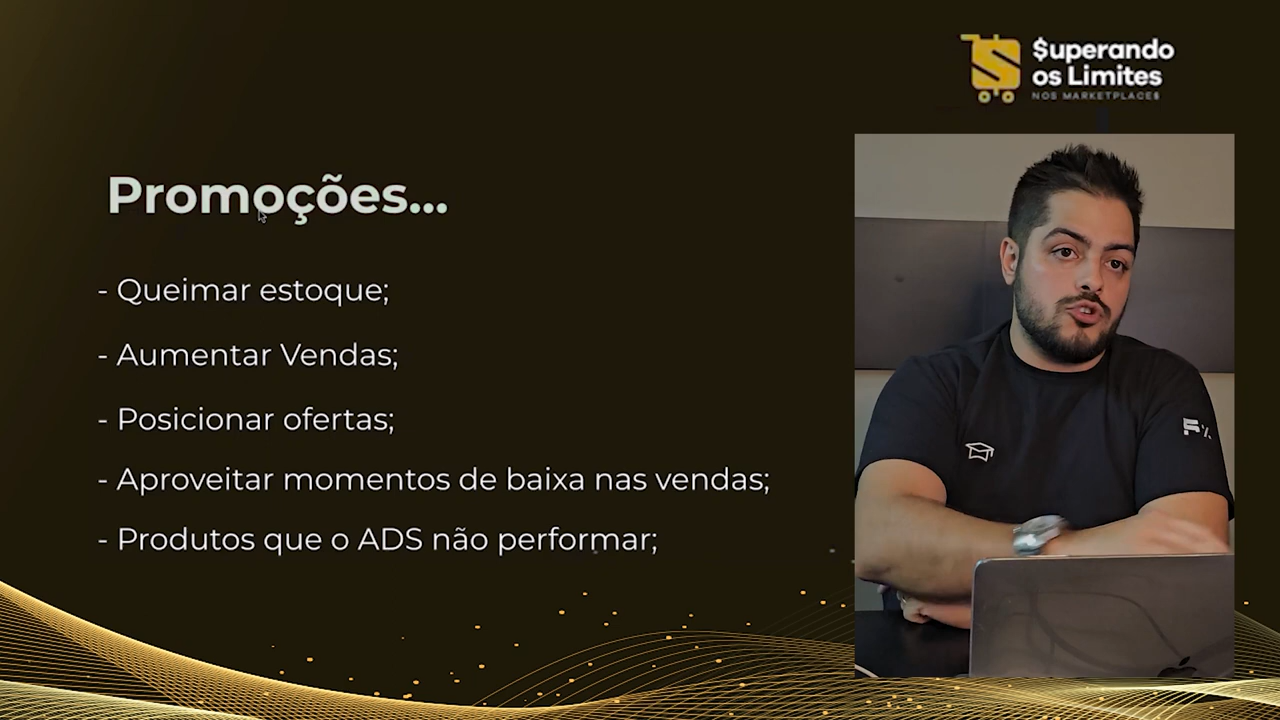 $uperando
os Limites
NOS MARKETPLACE$
Promoções...
- Queimar estoque;
- Aumentar Vendas;
- Posicionar ofertas;
- Aproveitar momentos de baixa nas vendas;
- Produtos que o ADS não performar;